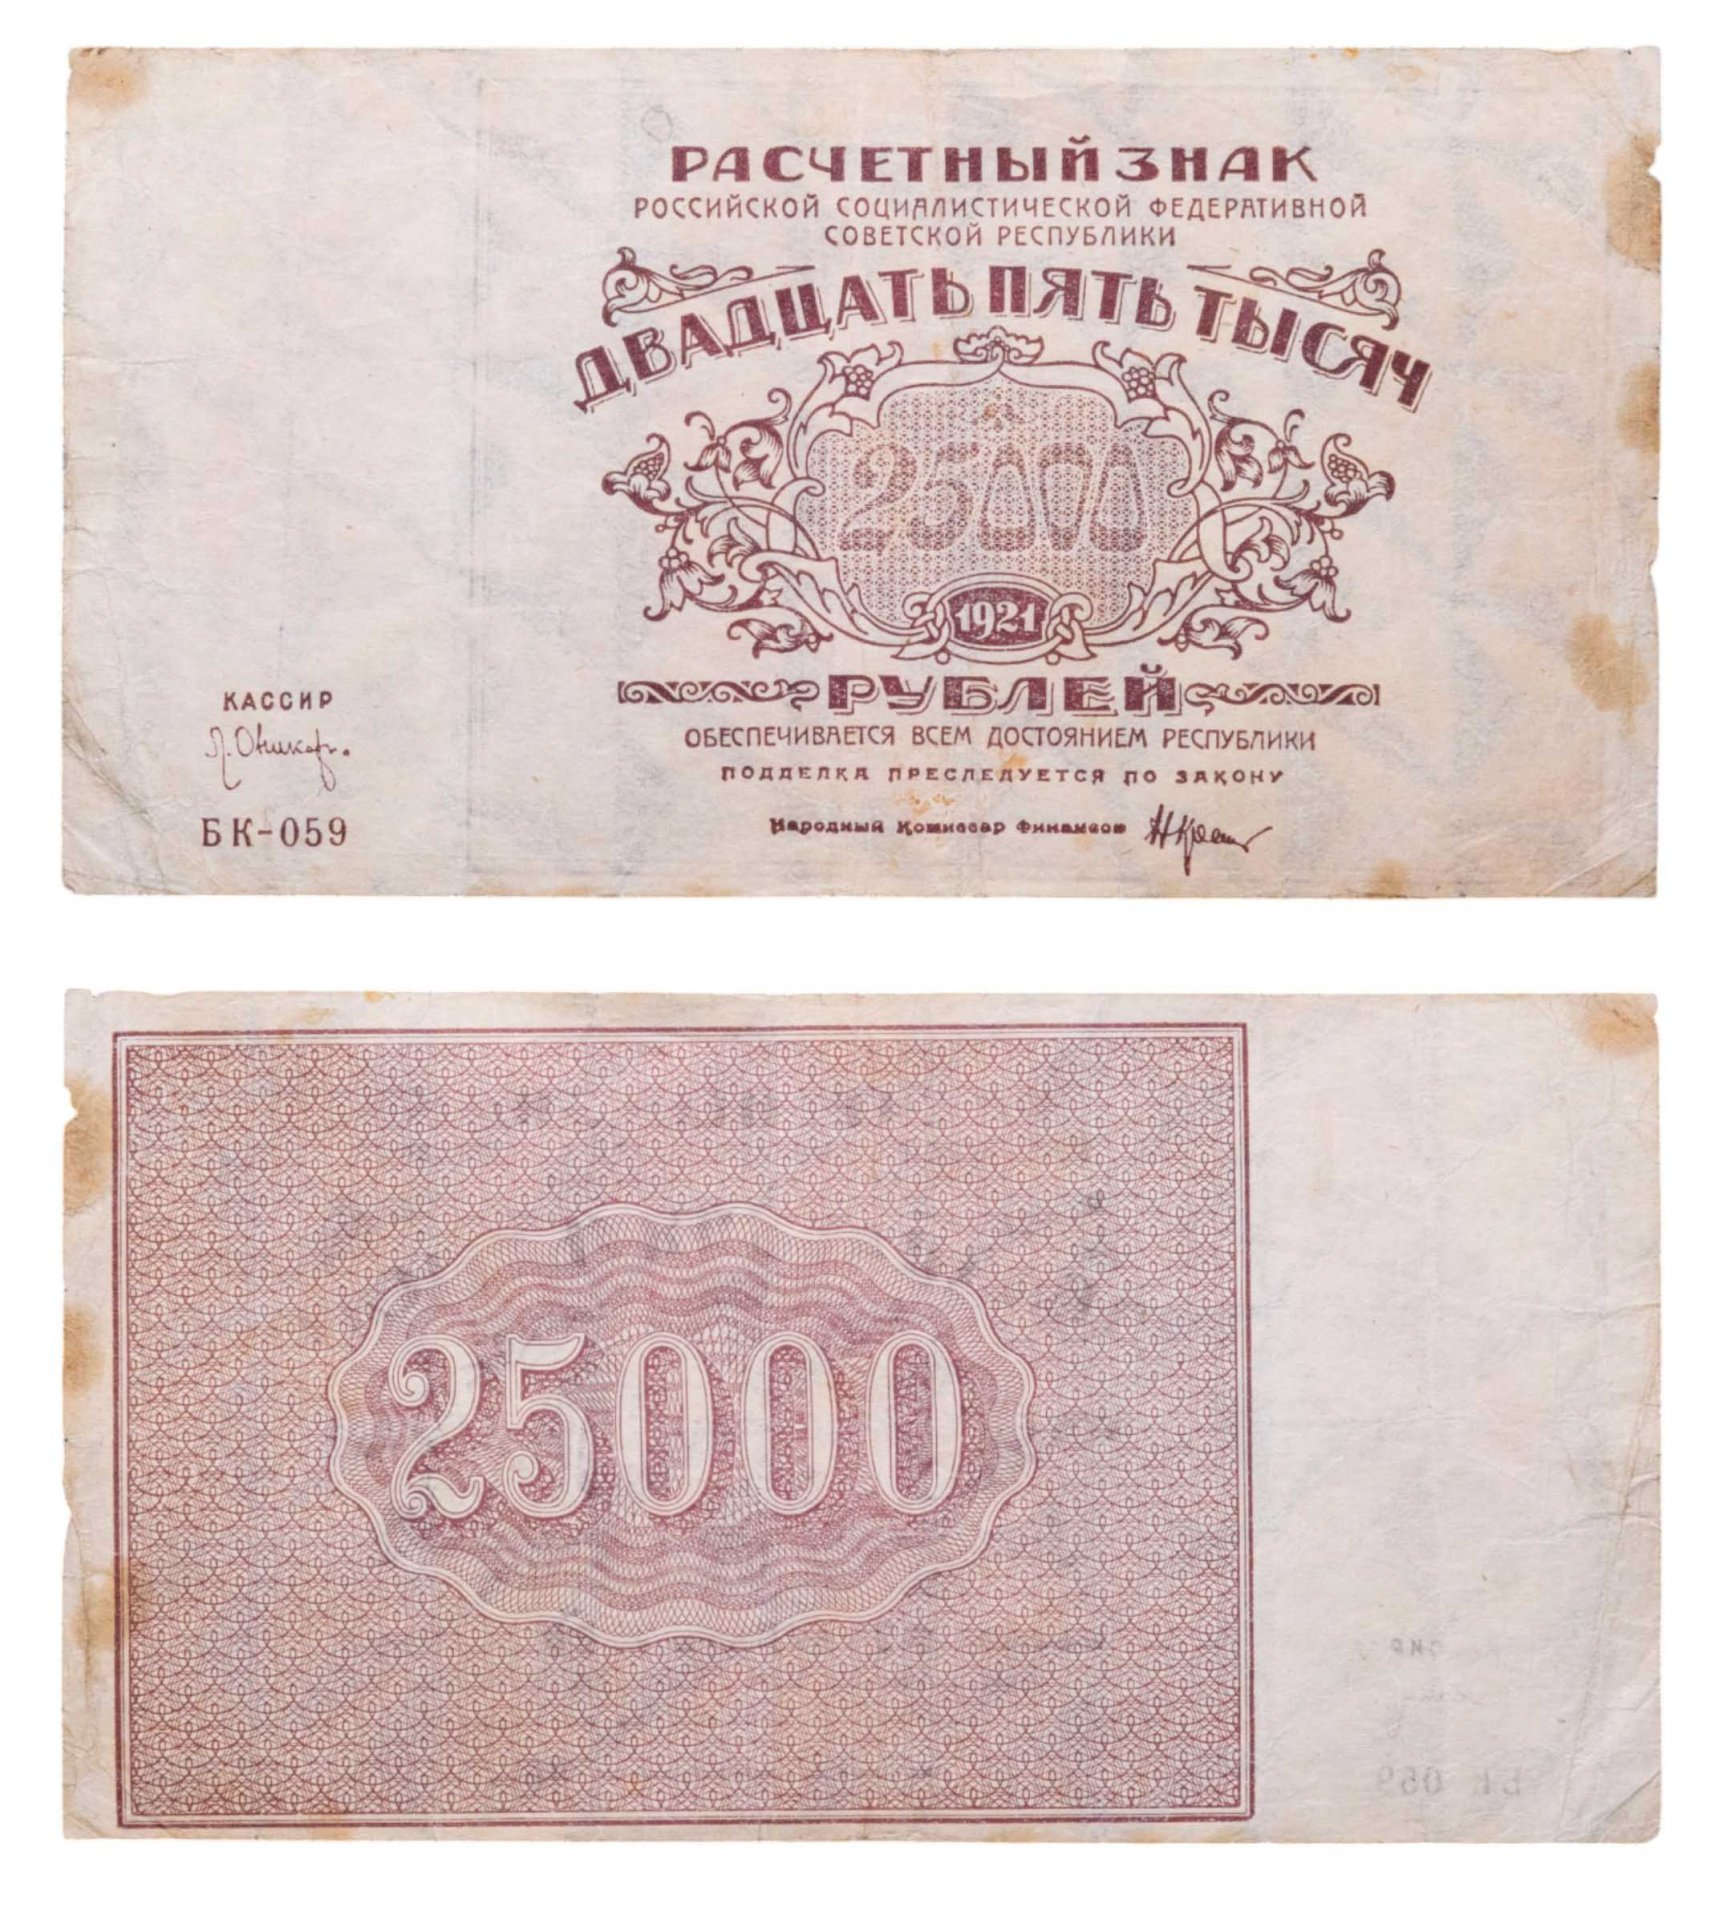 РАСЧЕТНЫЙ ЗНАК
РОССИЙСКОЙ СОЦИАЛИСТИЧЕСКОЙ ФЕДЕРАТИВНОЙ
СОВЕТСКОЙ РЕСПУБЛИКИ
ДВАДЦАТЬ ПЯТЬ ТЫСЯЧ
25000
1921
РУБЛЕЙ
ОБЕСПЕЧИВАЕТСЯ ВСЕМ ДОСТОЯНИЕМ РЕСПУБЛИКИ
ПОДДЕЛКА ПРЕСЛЕДУЕТСЯ ПО ЗАКОНУ
Народный Комиссар Финансов
КАССИР
БК-059
25000